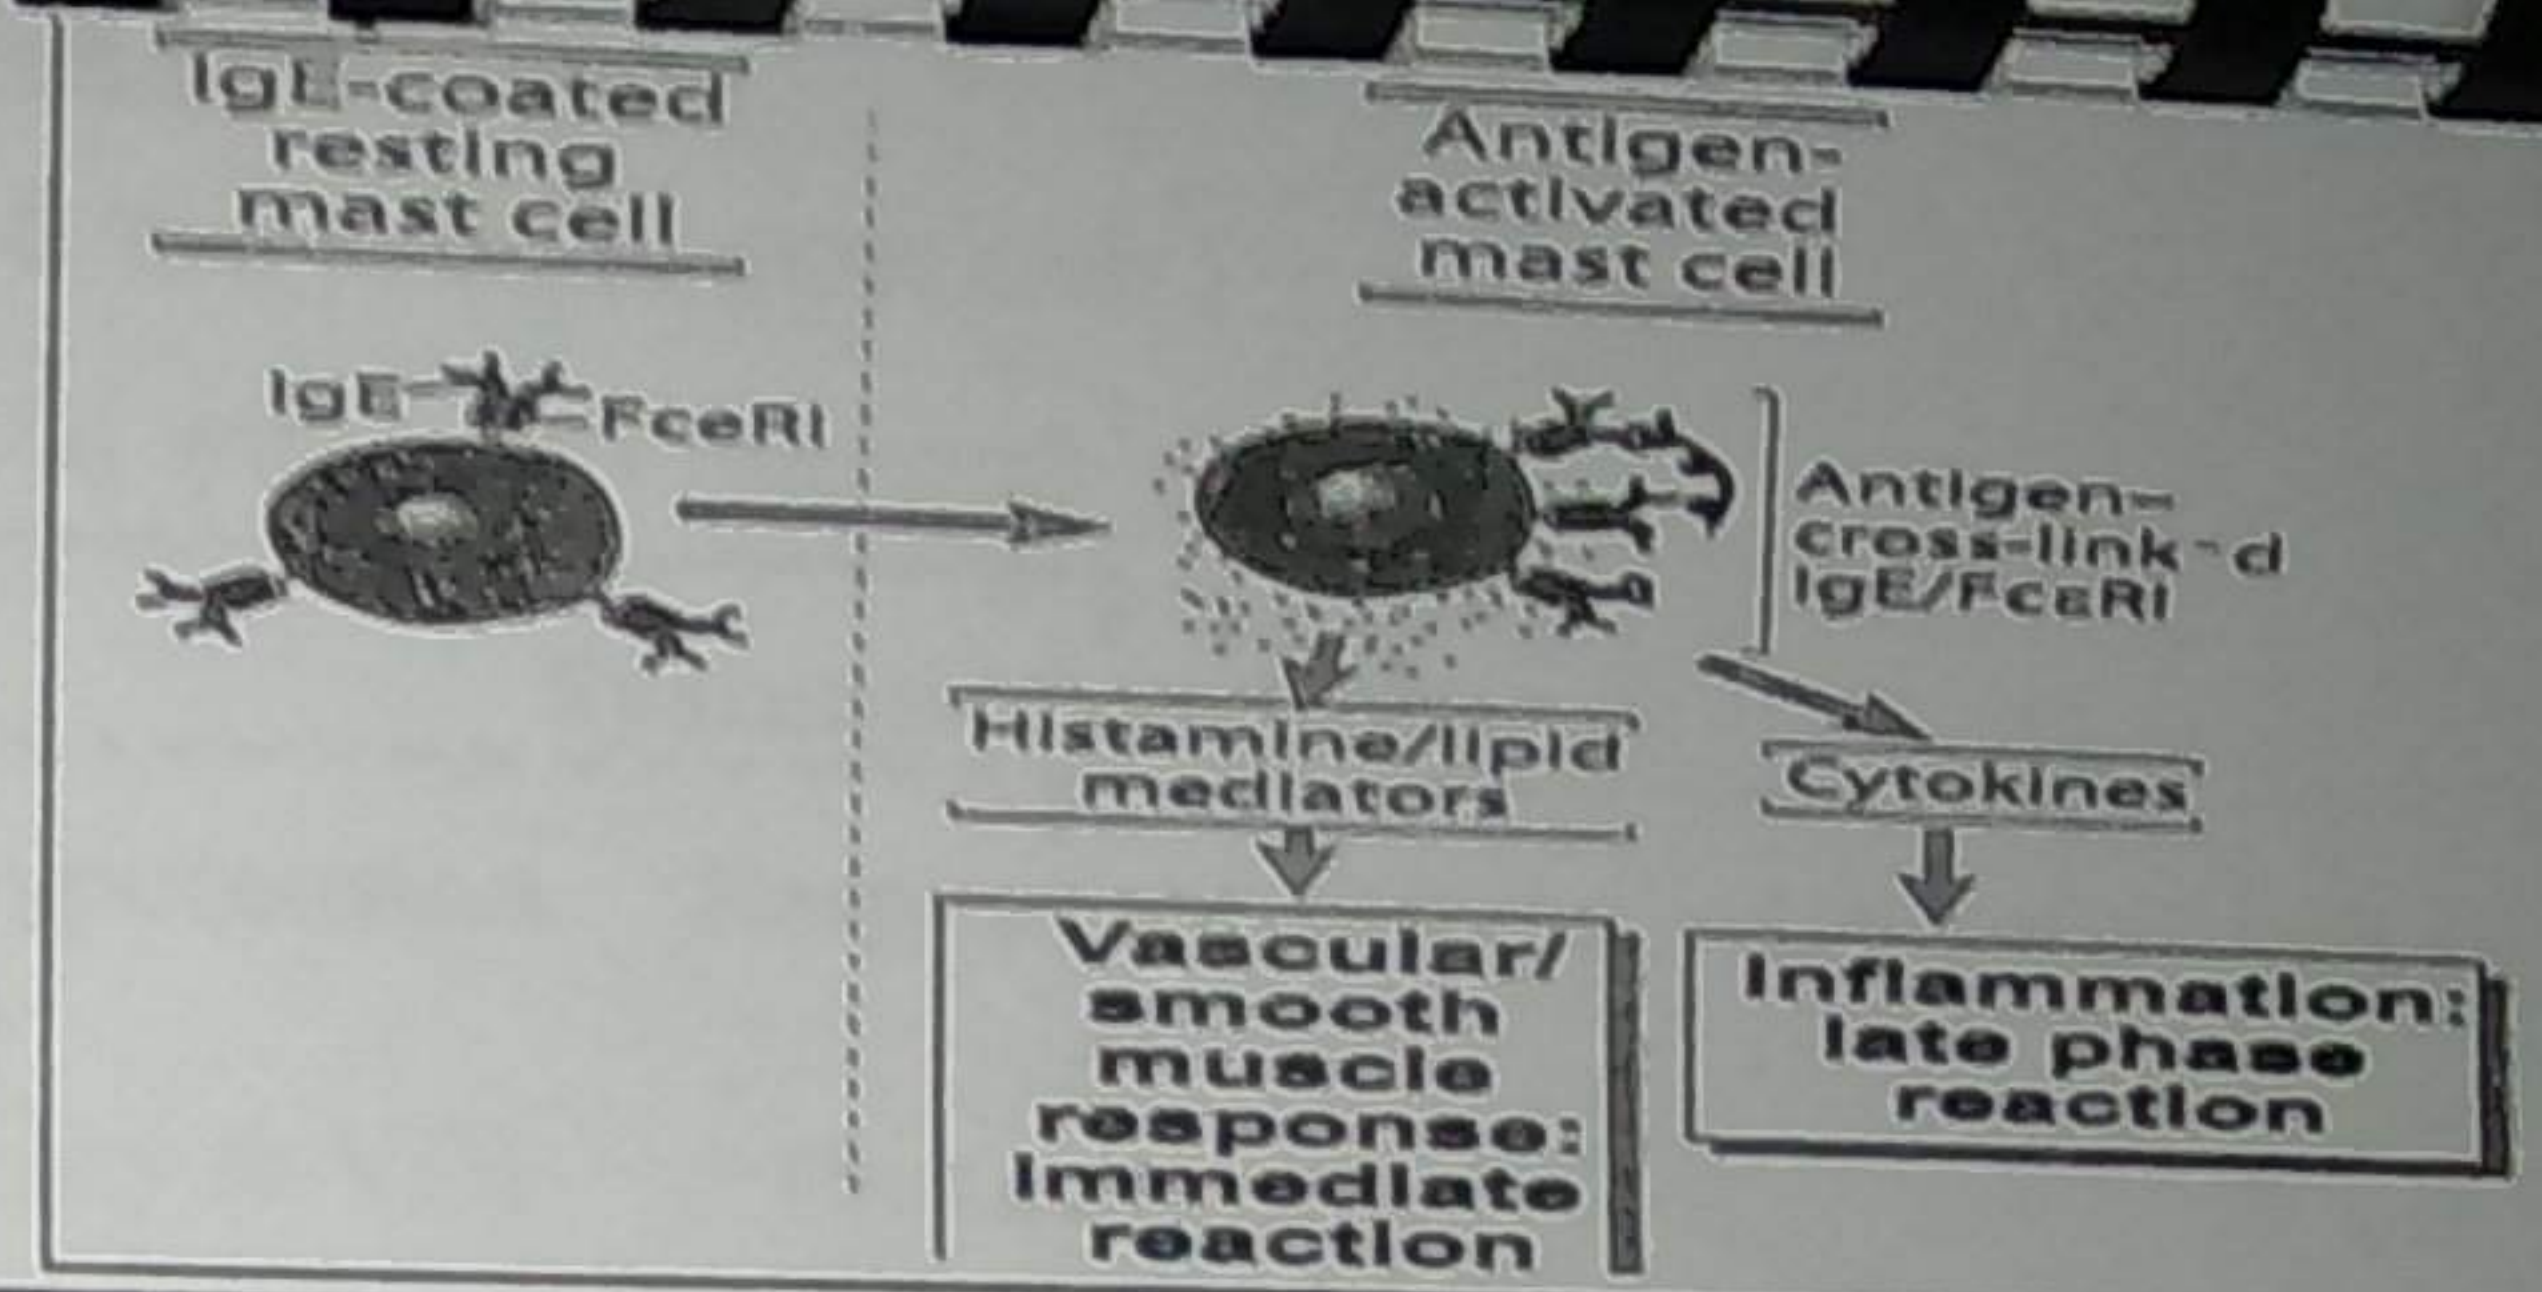 IgE-coated
resting
mast cell
Antigen-
activated
mast cell
IgE
FceRI
Antigen-
cross-link-d
IgE/FcεRI
Histamine/lipid
mediators
Cytokines
Vascular/
smooth
muscle
response:
immediate
reaction
Inflammation:
late phase
reaction